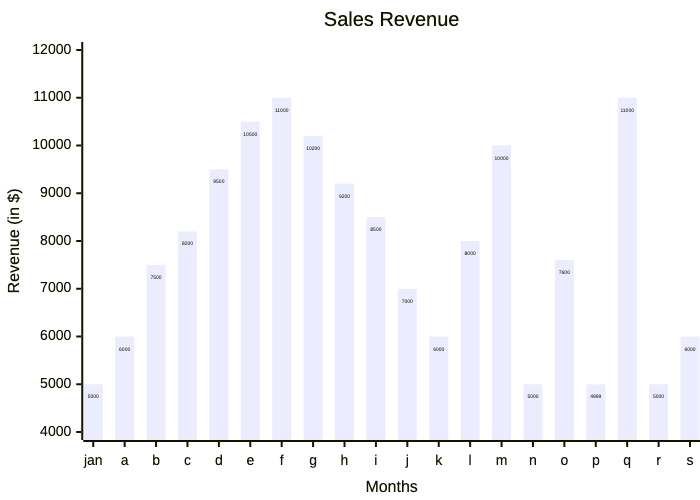 Sales Revenue
12000
11000
10000
9000
8000
7000
6000
5000
4000
Revenue (in $)
5000 6000 7500 8200 9500 10500 11000 10200 9200 8500 7000 6000 8000 10000 5000 7600 4999 11000 5000 6000
jan a b c d e f g h i j k l m n o p q r s
Months